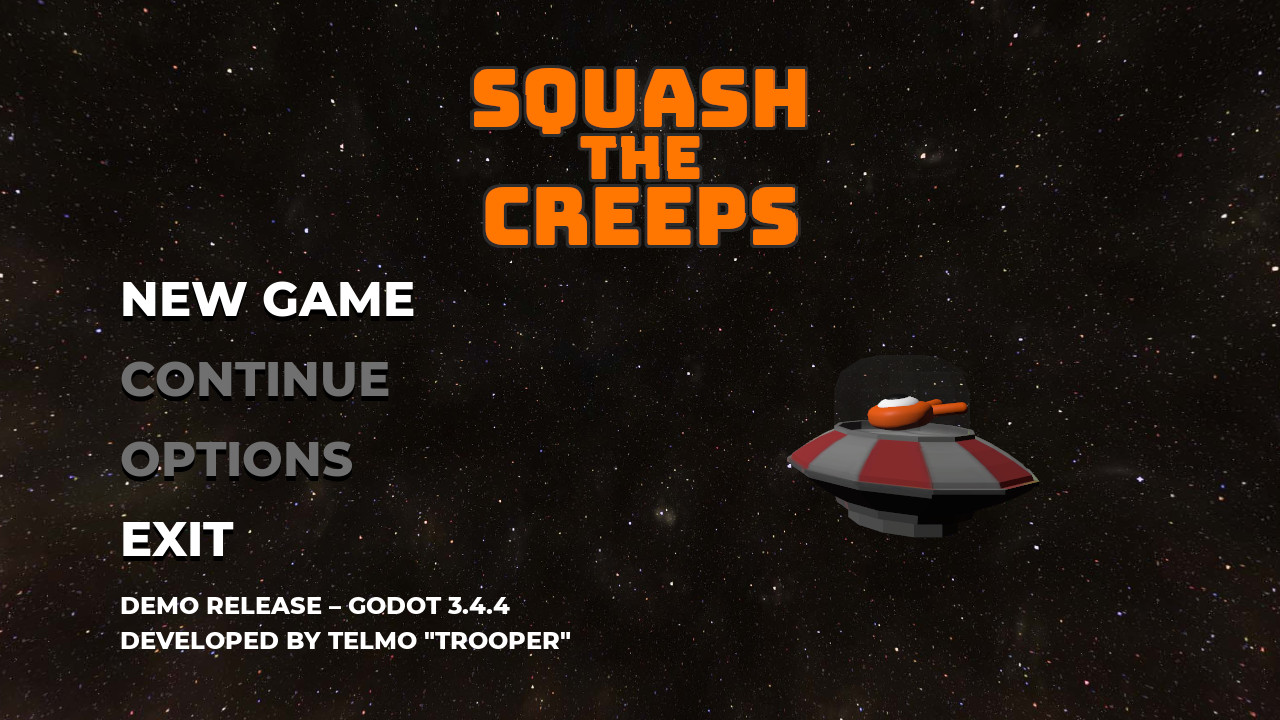 SQUASH
THE
CREEPS
NEW GAME
CONTINUE
OPTIONS
EXIT
DEMO RELEASE – GODOT 3.4.4
DEVELOPED BY TELMO "TROOPER"